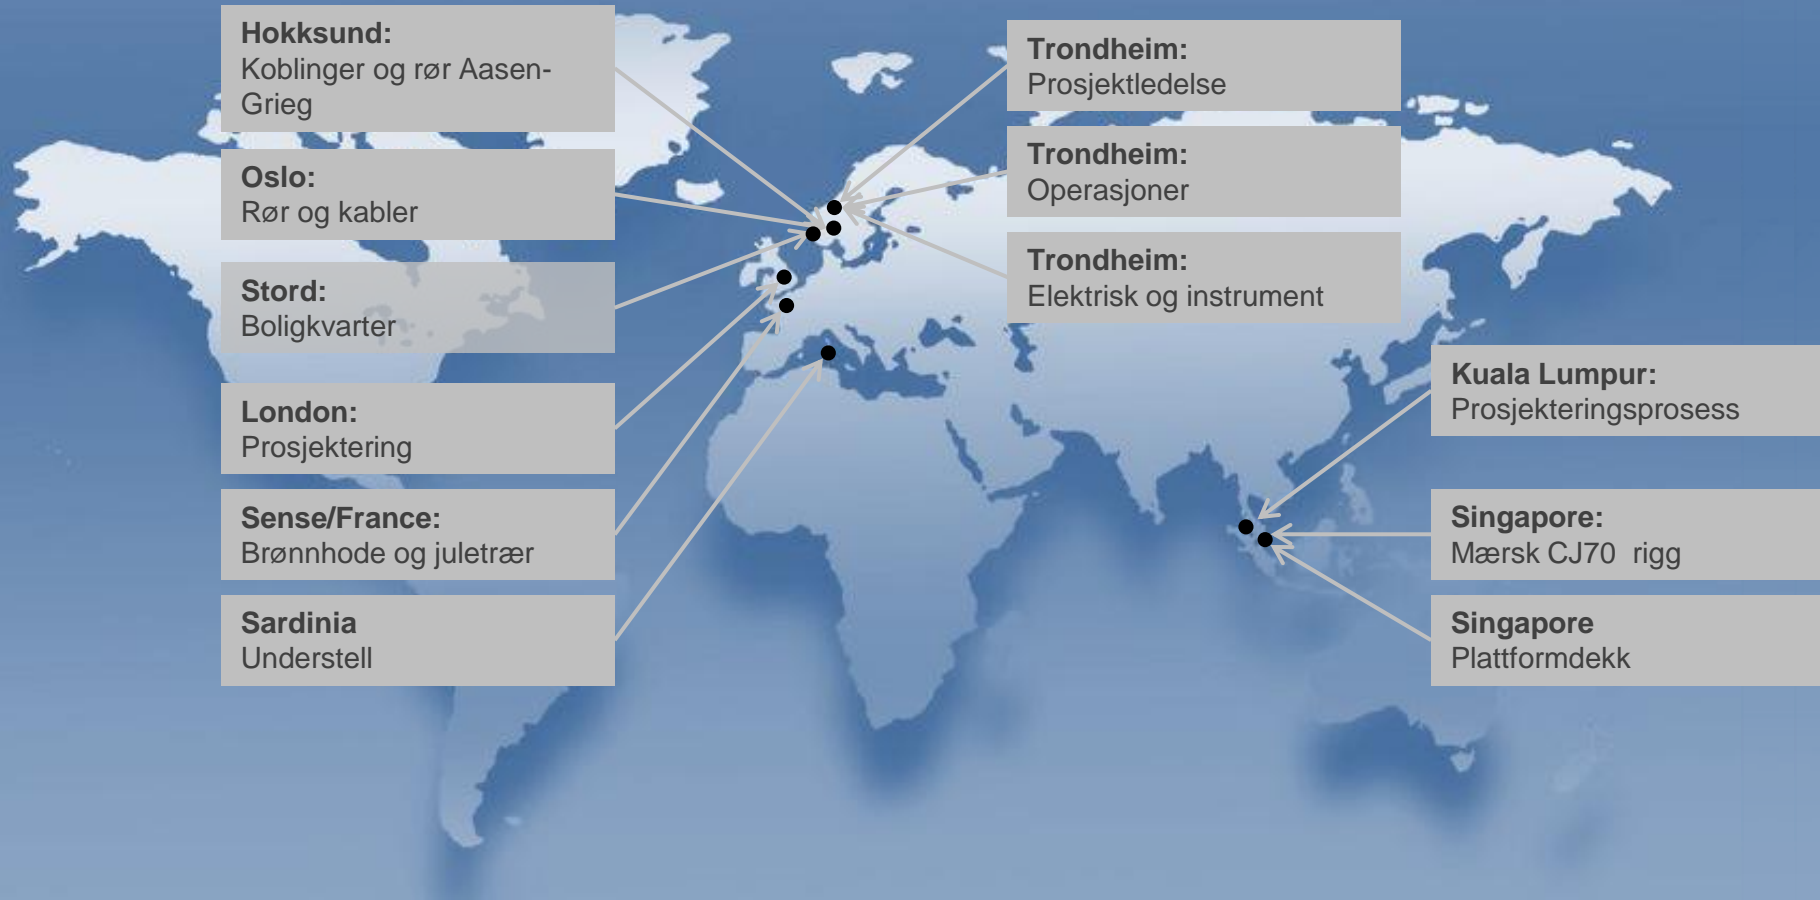 Hokksund:
Koblinger og rør Aasen-
Grieg
Oslo:
Rør og kabler
Stord:
Boligkvarter
London:
Prosjektering
Sense/France:
Brønnhode og juletrær
Sardinia
Understell
Trondheim:
Prosjektledelse
Trondheim:
Operasjoner
Trondheim:
Elektrisk og instrument
Kuala Lumpur:
Prosjekteringsprosess
Singapore:
Mærsk CJ70  rigg
Singapore
Plattformdekk